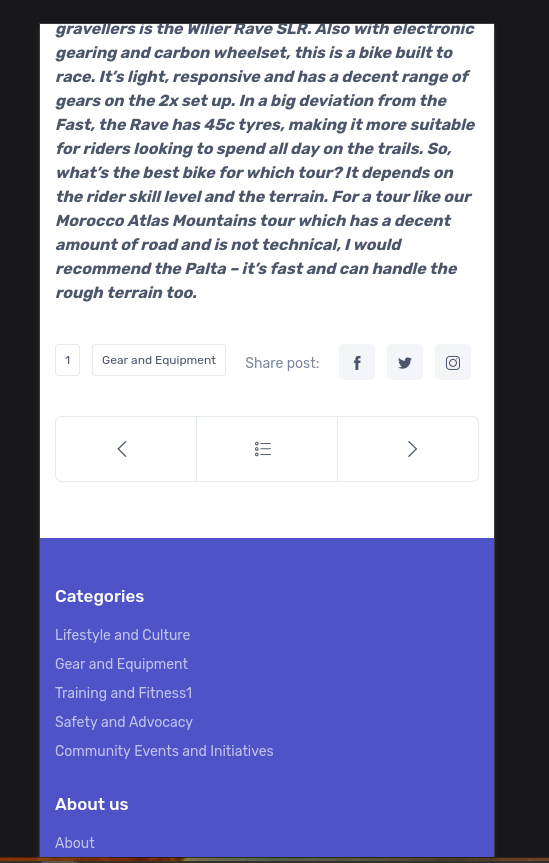 gravellers is the Wilier Rave SLR. Also with electronic
gearing and carbon wheelset, this is a bike built to
race. It’s light, responsive and has a decent range of
gears on the 2x set up. In a big deviation from the
Fast, the Rave has 45c tyres, making it more suitable
for riders looking to spend all day on the trails. So,
what’s the best bike for which tour? It depends on
the rider skill level and the terrain. For a tour like our
Morocco Atlas Mountains tour which has a decent
amount of road and is not technical, I would
recommend the Palta – it’s fast and can handle the
rough terrain too.
1 Gear and Equipment Share post:
Categories
Lifestyle and Culture
Gear and Equipment
Training and Fitness1
Safety and Advocacy
Community Events and Initiatives
About us
About